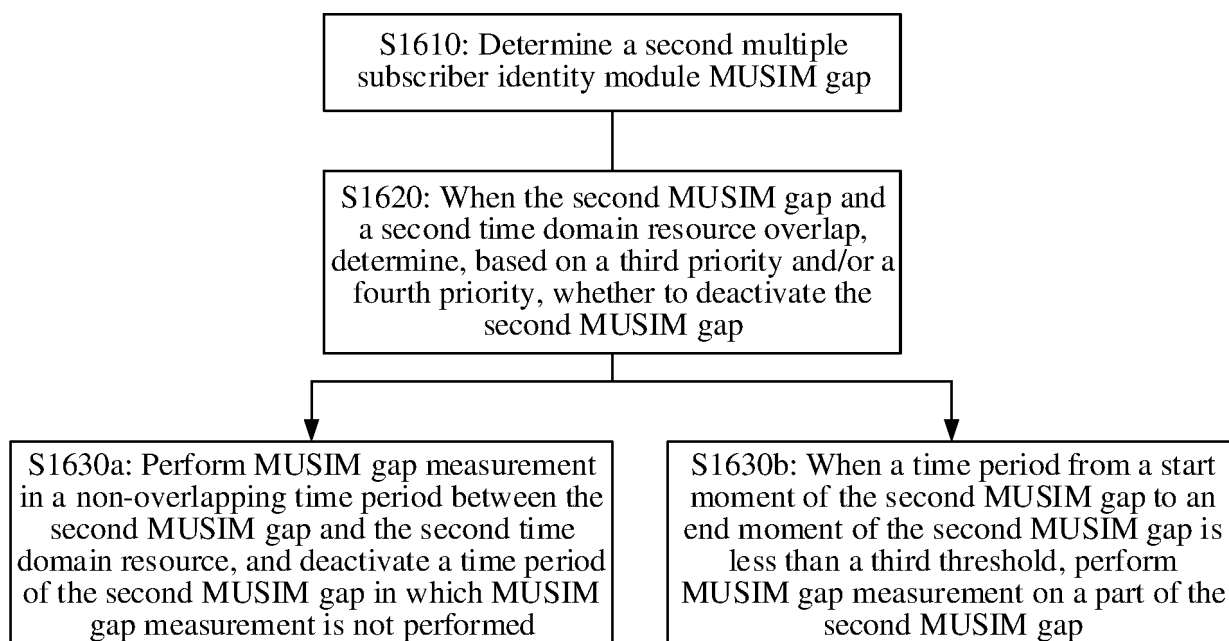 S1610: Determine a second multiple
subscriber identity module MUSIM gap
S1620: When the second MUSIM gap and
a second time domain resource overlap,
determine, based on a third priority and/or a
fourth priority, whether to deactivate the
second MUSIM gap
S1630a: Perform MUSIM gap measurement
in a non-overlapping time period between the
second MUSIM gap and the second time
domain resource, and deactivate a time period
of the second MUSIM gap in which MUSIM
gap measurement is not performed
S1630b: When a time period from a start
moment of the second MUSIM gap to an
end moment of the second MUSIM gap is
less than a third threshold, perform
MUSIM gap measurement on a part of the
second MUSIM gap